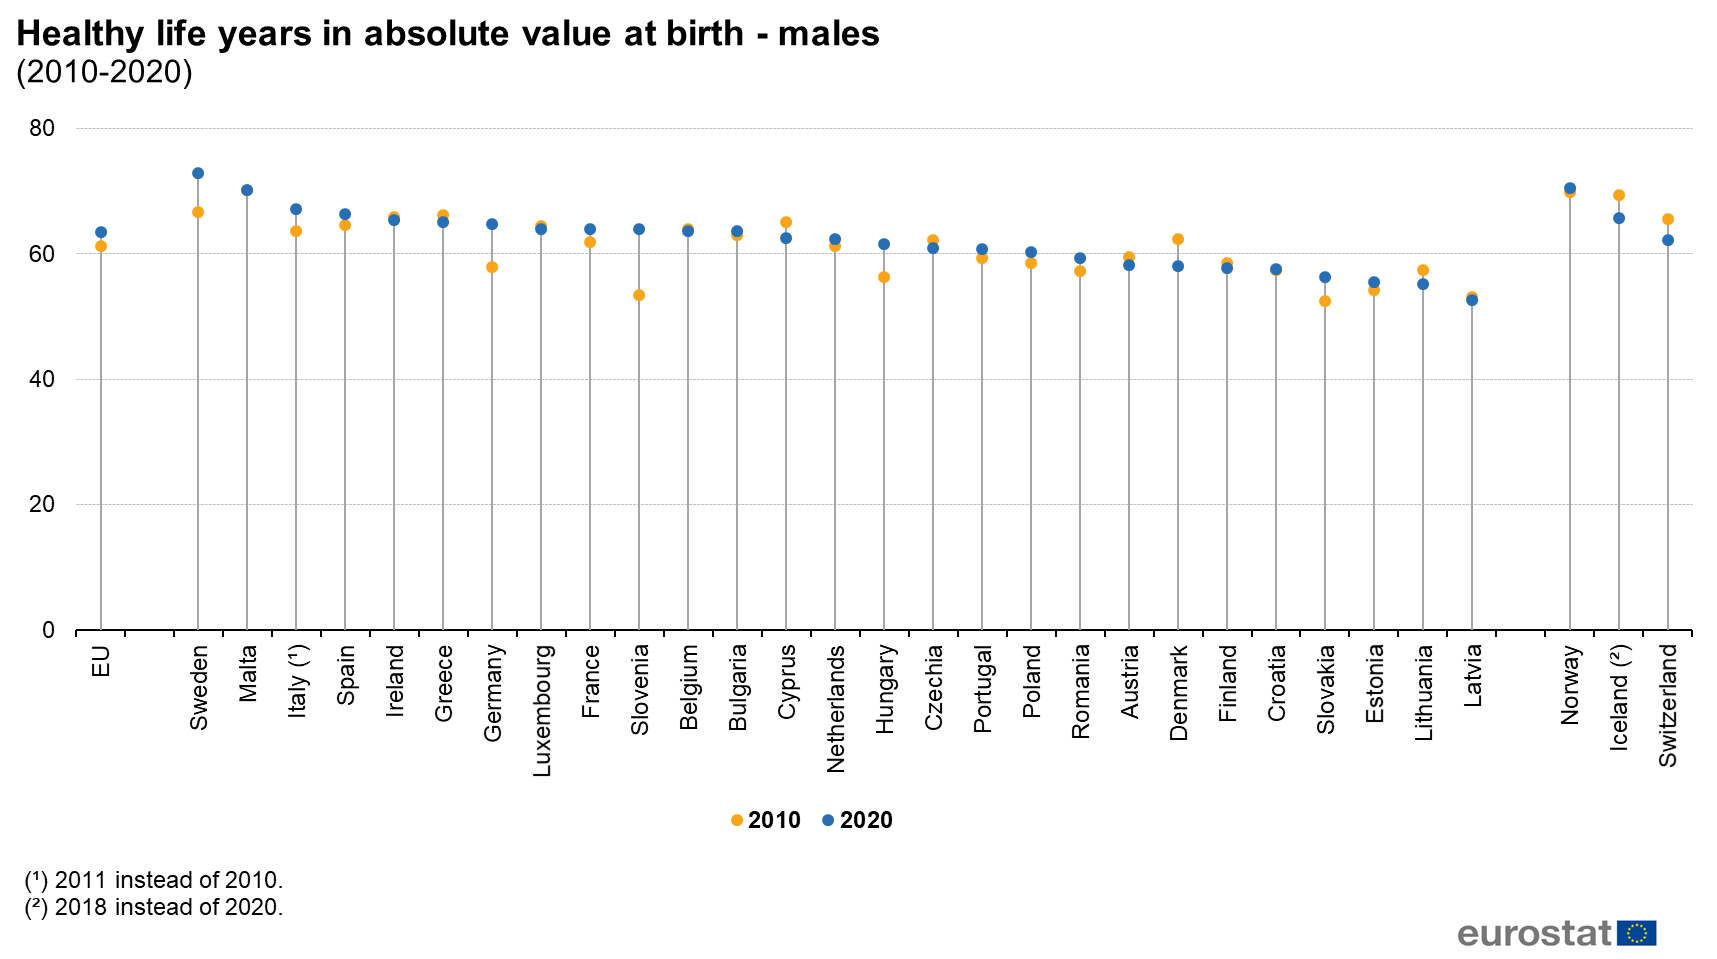 Healthy life years in absolute value at birth - males
(2010-2020)
80
60
40
20
0
EU
Sweden
Malta
Italy (¹)
Spain
Ireland
Greece
Germany
Luxembourg
France
Slovenia
Belgium
Bulgaria
Cyprus
Netherlands
Hungary
Czechia
Portugal
Poland
Romania
Austria
Denmark
Finland
Croatia
Slovakia
Estonia
Lithuania
Latvia
Norway
Iceland (²)
Switzerland
2010 2020
(¹) 2011 instead of 2010.
(²) 2018 instead of 2020.
eurostat